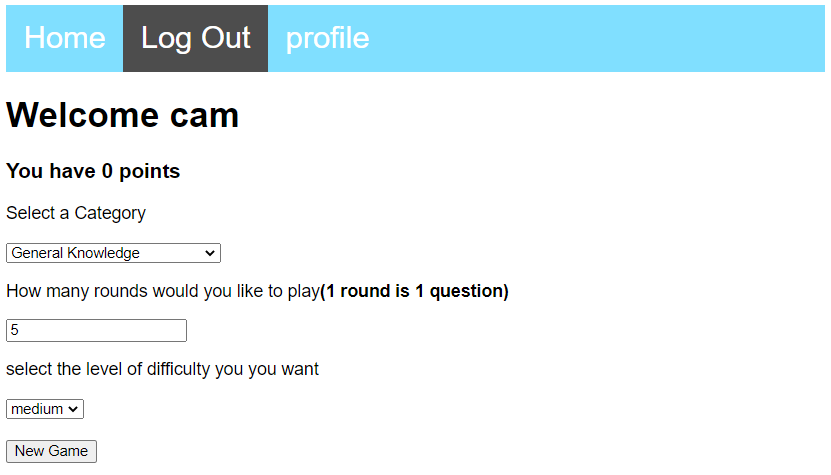 Home Log Out profile
Welcome cam
You have 0 points
Select a Category
General Knowledge
How many rounds would you like to play(1 round is 1 question)
5
select the level of difficulty you you want
medium
New Game